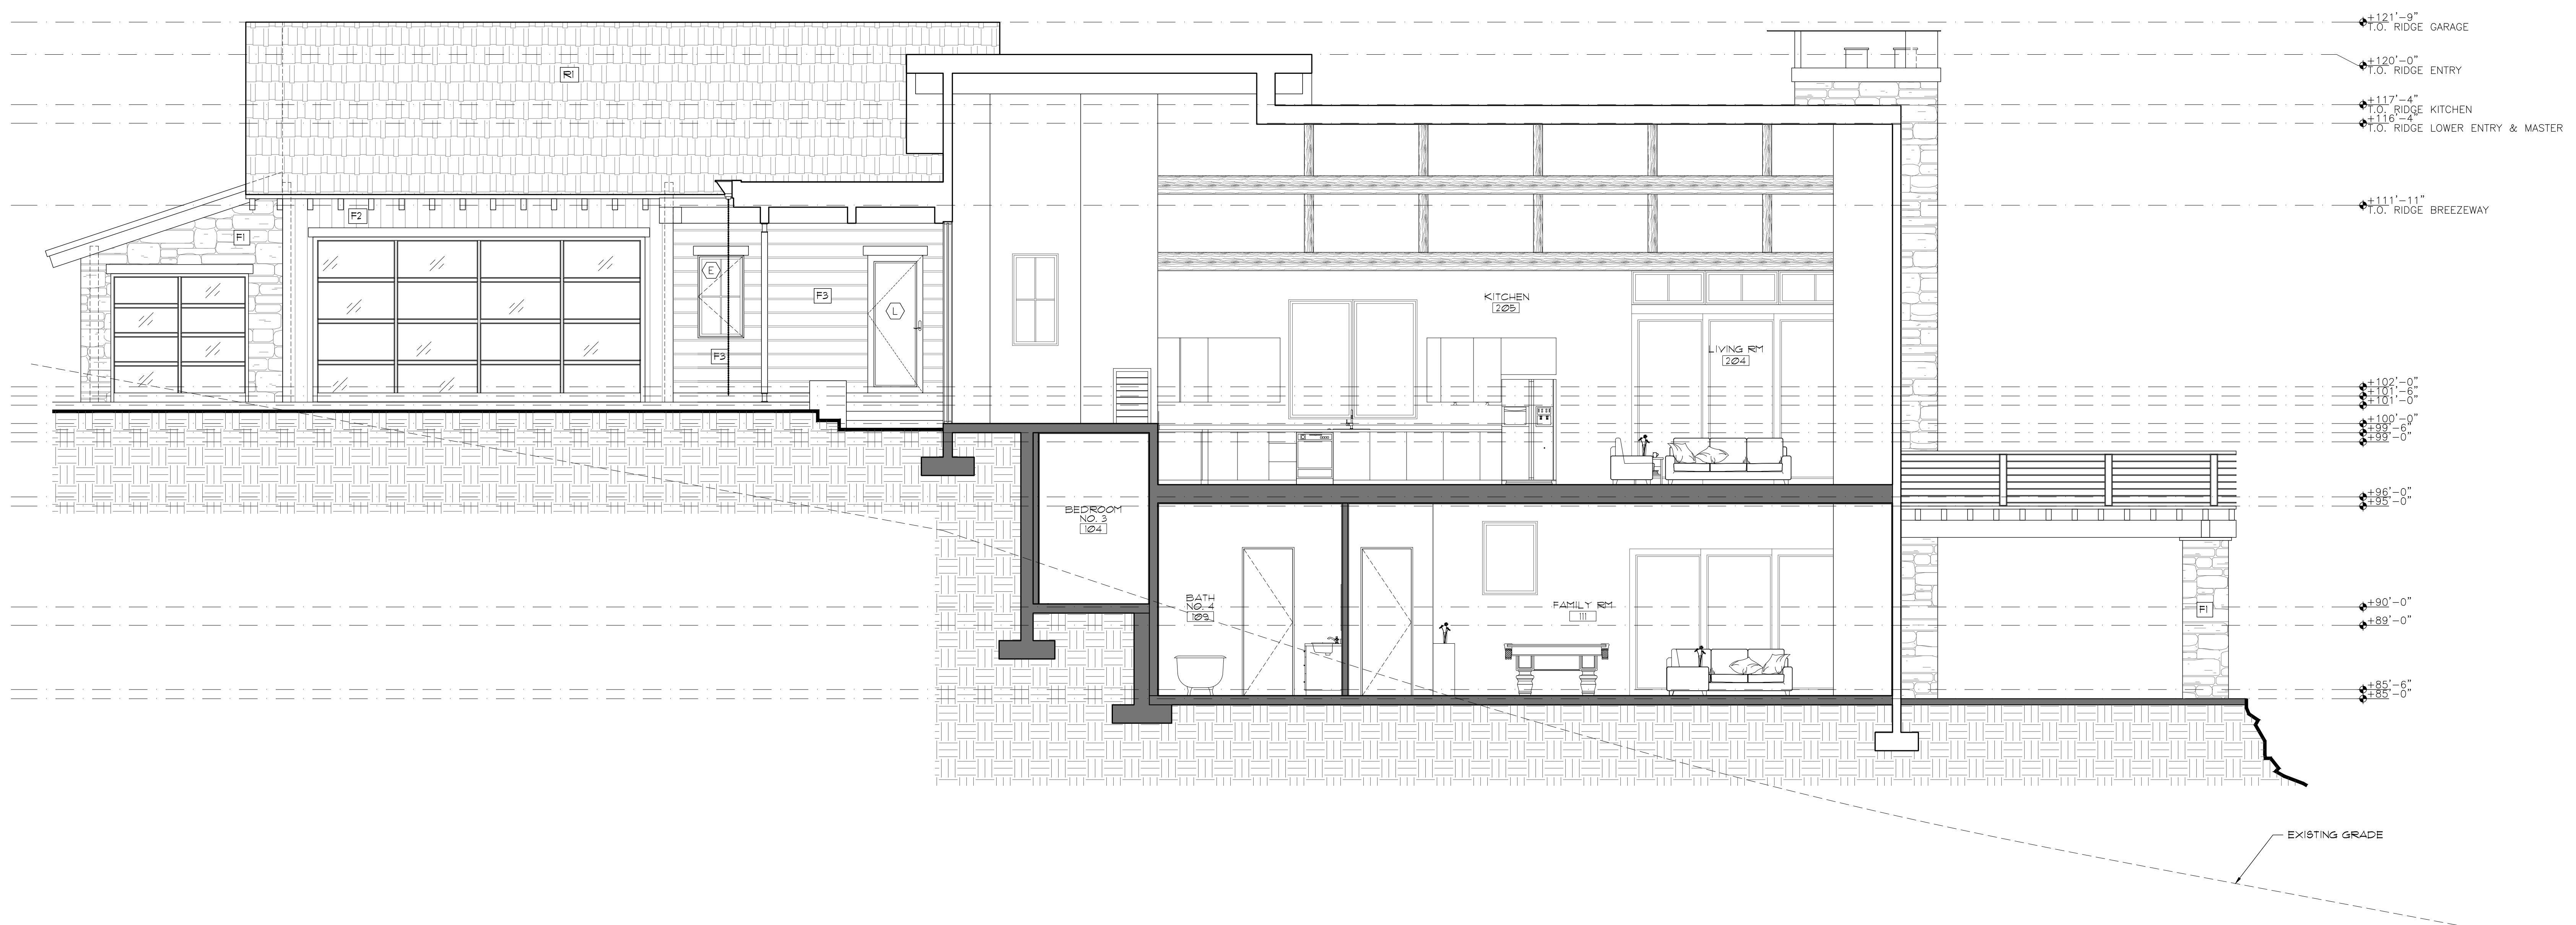 +121'-9"
T.O. RIDGE GARAGE
+120'-0"
T.O. RIDGE ENTRY
R1
+117'-4"
T.O. RIDGE KITCHEN
+116'-4"
T.O. RIDGE LOWER ENTRY & MASTER
+111'-11"
T.O. RIDGE BREEZEWAY
F2
F1
E
F3
L
F3
KITCHEN
205
LIVING RM
204
+102'-0"
+101'-6"
+101'-0"
+100'-0"
+99'-6"
+99'-0"
+96'-0"
+95'-0"
BEDROOM
NO. 3
104
BATH
NO. 4
109
FAMILY RM
111
F1
+90'-0"
+89'-0"
+85'-6"
+85'-0"
EXISTING GRADE